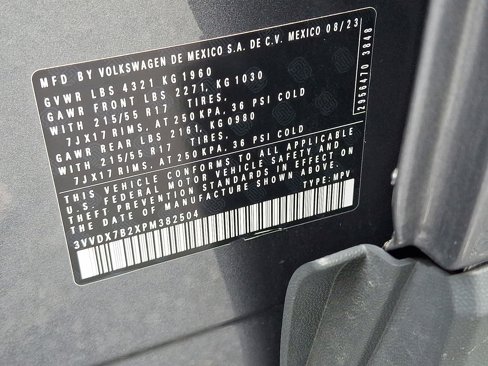 MFD BY VOLKSWAGEN DE MEXICO S.A. DE C.V. MEXICO 08/23
GVWR LBS 4321 KG 1960
GAWR FRONT LBS 2271, KG 1030
WITH 215/55 R17 TIRES,
7JX17 RIMS, AT 250 KPA, 36 PSI COLD
GAWR REAR LBS 2161, KG 0980
WITH 215/55 R17 TIRES,
7JX17 RIMS, AT 250 KPA, 36 PSI COLD
THIS VEHICLE CONFORMS TO ALL APPLICABLE
U.S. FEDERAL MOTOR VEHICLE SAFETY AND
THEFT PREVENTION STANDARDS IN EFFECT ON
THE DATE OF MANUFACTURE SHOWN ABOVE.
3VVDX7B2XPM382504 TYPE: MPV
2956470 3848